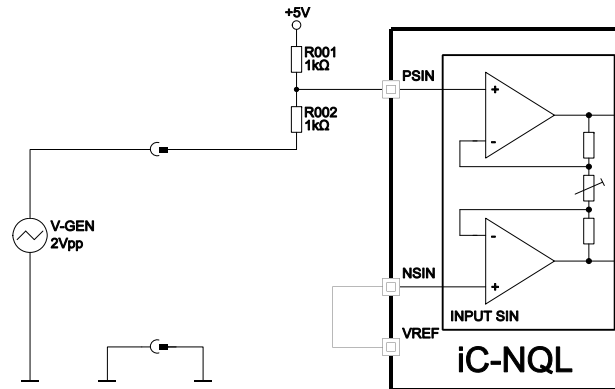 +5V
R001
1kΩ
PSIN
R002
1kΩ
V-GEN
2Vpp
NSIN
INPUT SIN
VREF
iC-NQL